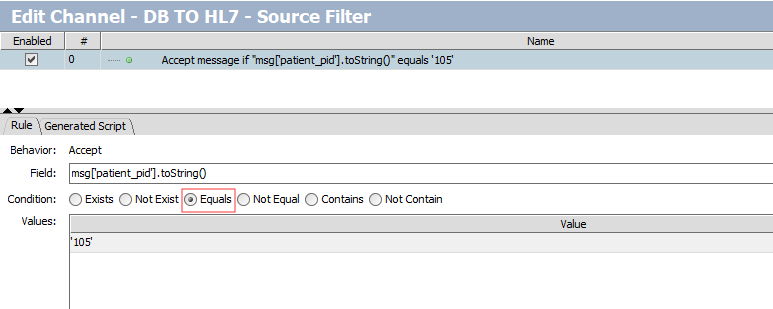 Edit Channel - DB TO HL7 - Source Filter
Enabled # Name
0 Accept message if "msg['patient_pid'].toString()" equals '105'
Rule Generated Script
Behavior: Accept
Field: msg['patient_pid'].toString()
Condition: Exists Not Exist Equals Not Equal Contains Not Contain
Values: Value
'105'